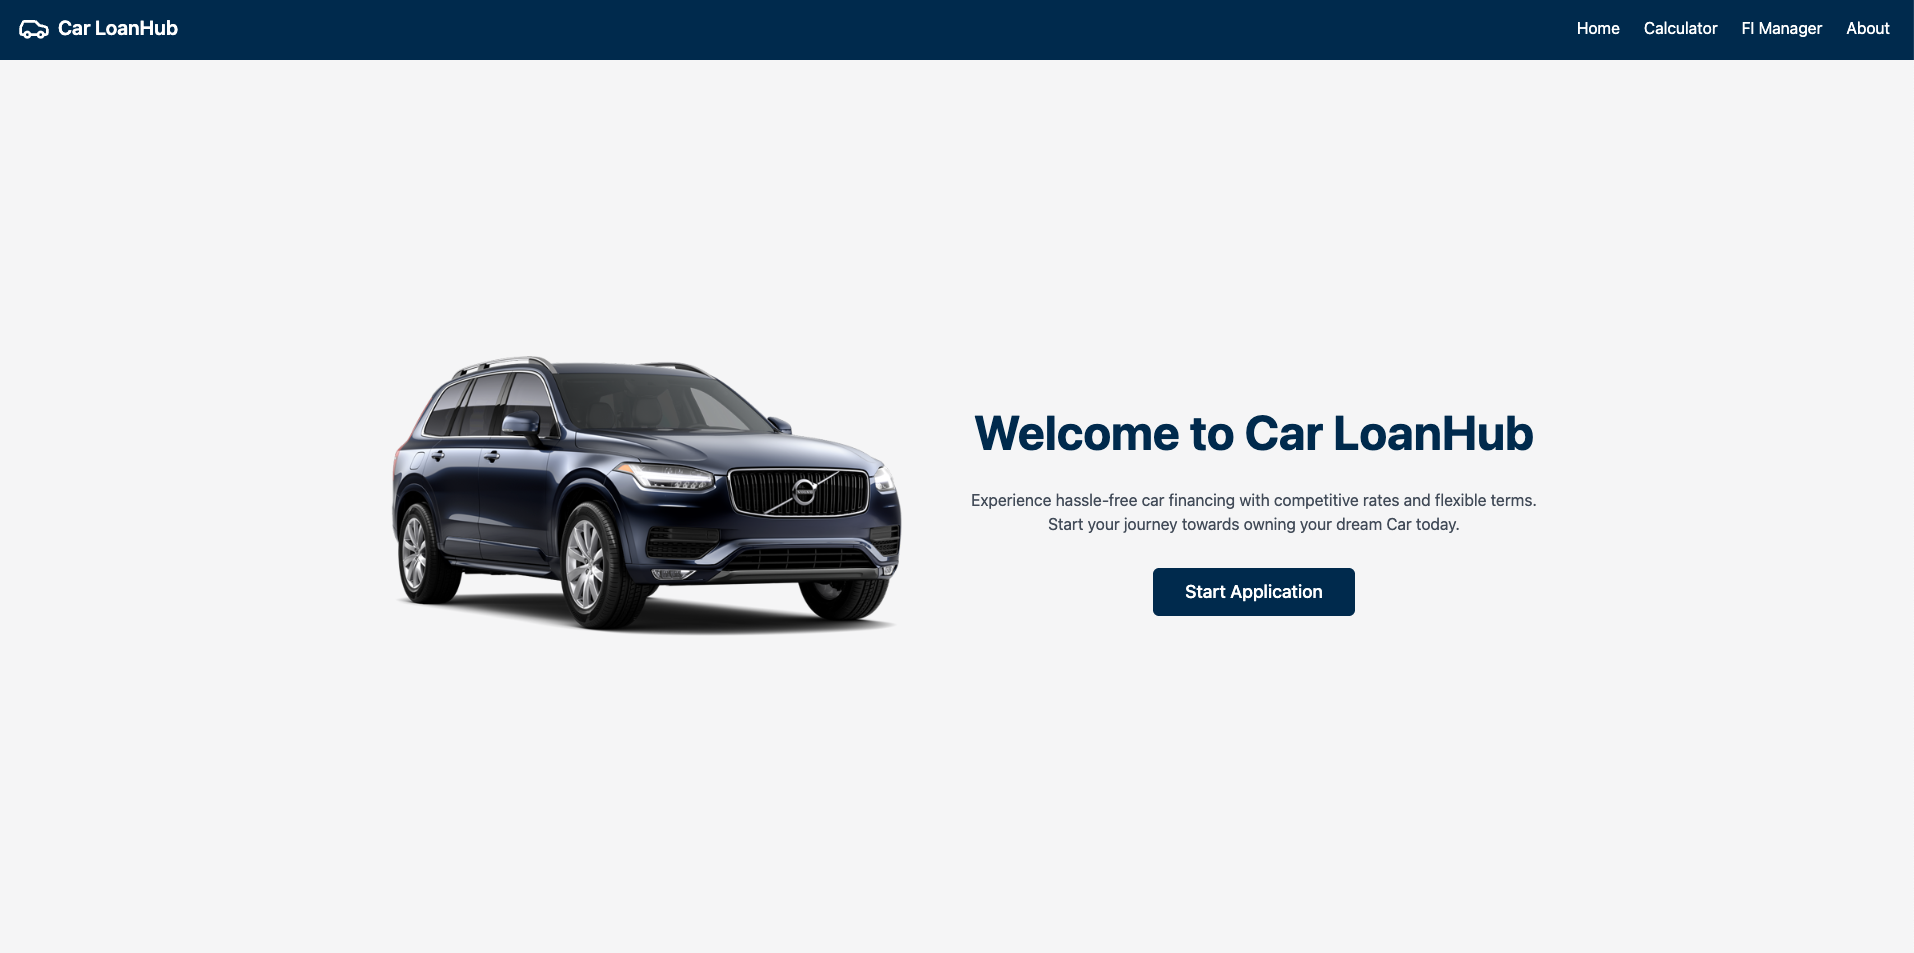 Car LoanHub
Home Calculator FI Manager About
Welcome to Car LoanHub
Experience hassle-free car financing with competitive rates and flexible terms.
Start your journey towards owning your dream Car today.
Start Application